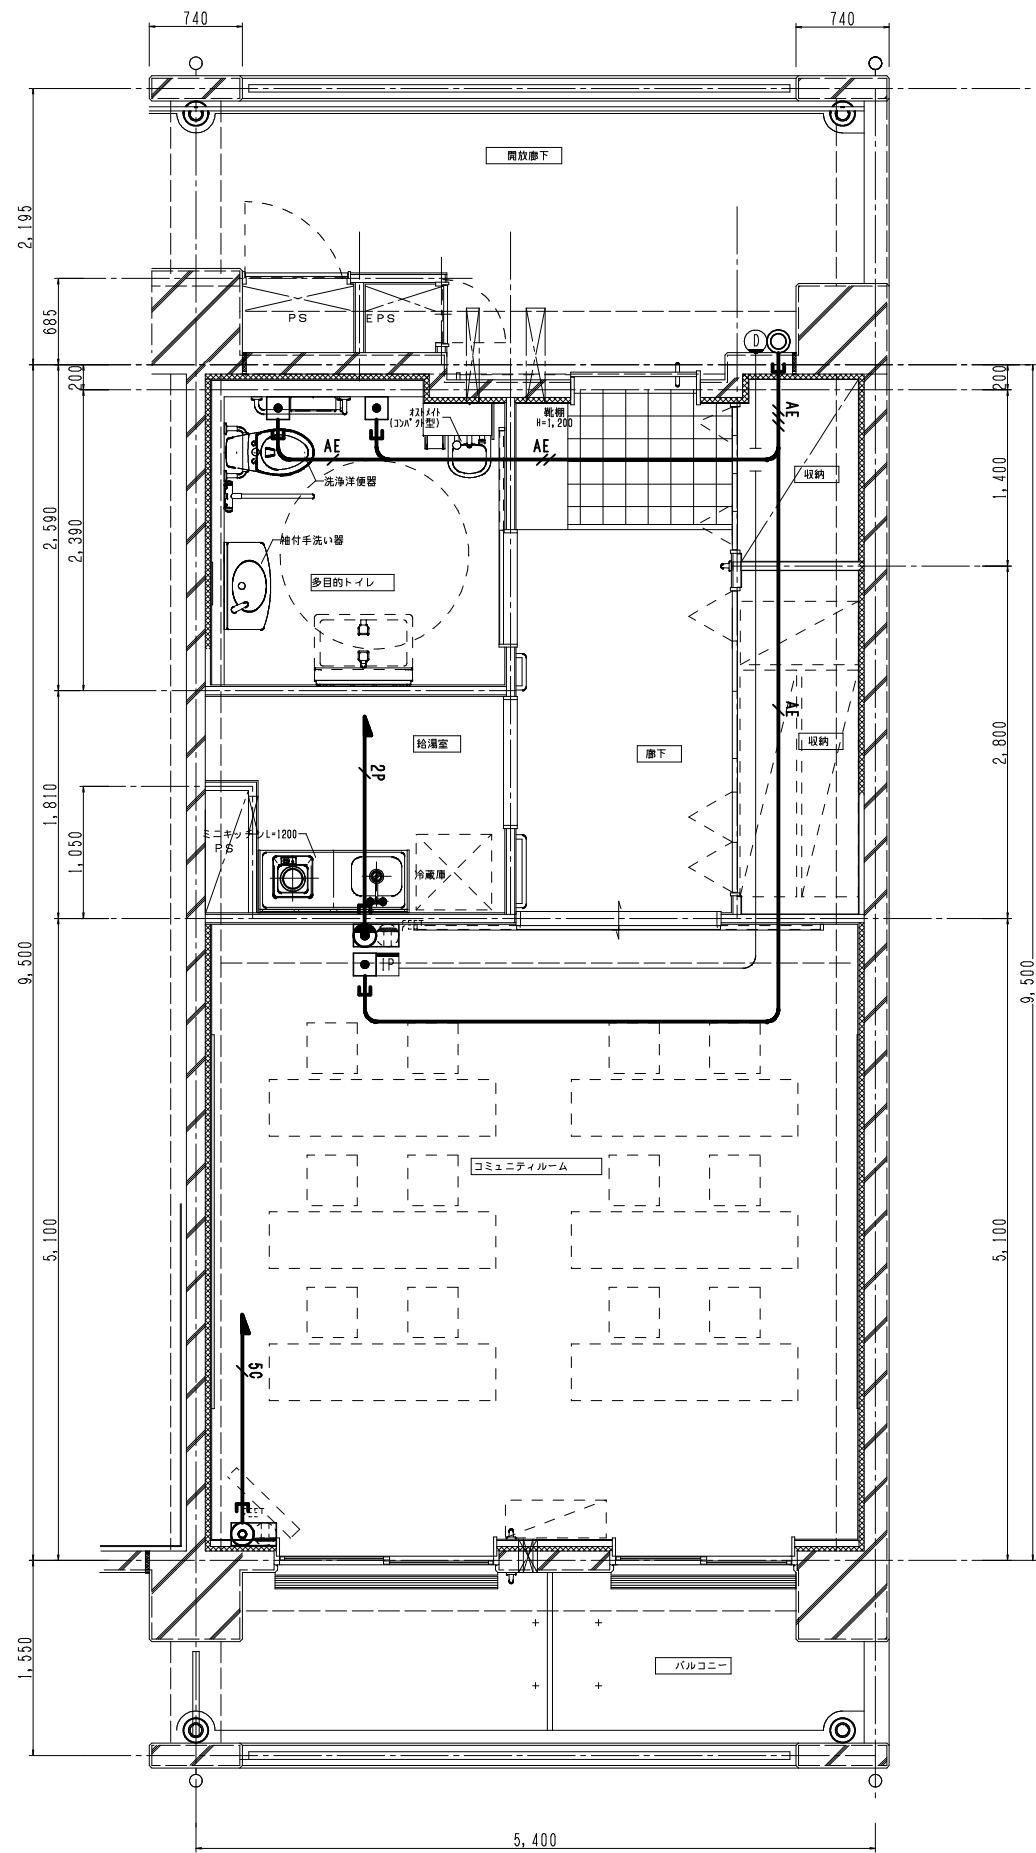 740
740
開放廊下
2,195
685
PS
EPS
D
200
200
オストメイト
(コンパクト型)
靴棚
H=1,200
AE
AE
AE
収納
1,400
洗浄洋便器
2,590
2,390
袖付手洗い器
多目的トイレ
給湯室
廊下
AE
収納
2P
2,800
1,810
1,050
ミニキッチンL=1200
PS
冷蔵庫
TP
9,500
9,500
コミュニティルーム
5,100
5,100
5C
バルコニー
1,550
5,400